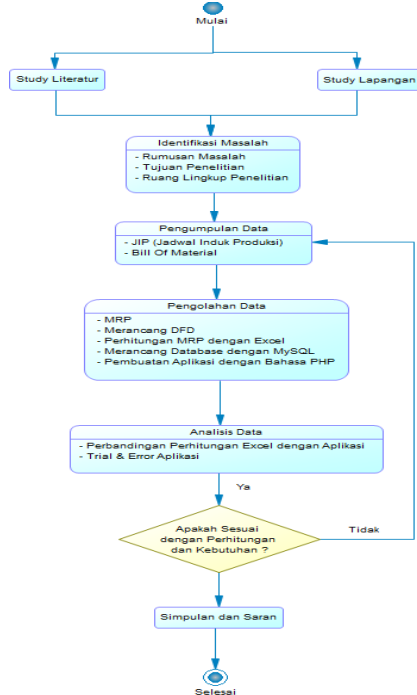 Mulai
Study Literatur
Study Lapangan
Identifikasi Masalah
- Rumusan Masalah
- Tujuan Penelitian
- Ruang Lingkup Penelitian
Pengumpulan Data
- JIP (Jadwal Induk Produksi)
- Bill Of Material
Pengolahan Data
- MRP
- Merancang DFD
- Perhitungan MRP dengan Excel
- Merancang Database dengan MySQL
- Pembuatan Aplikasi dengan Bahasa PHP
Analisis Data
- Perbandingan Perhitungan Excel dengan Aplikasi
- Trial & Error Aplikasi
Ya
Apakah Sesuai
dengan Perhitungan
dan Kebutuhan ?
Tidak
Simpulan dan Saran
Selesai